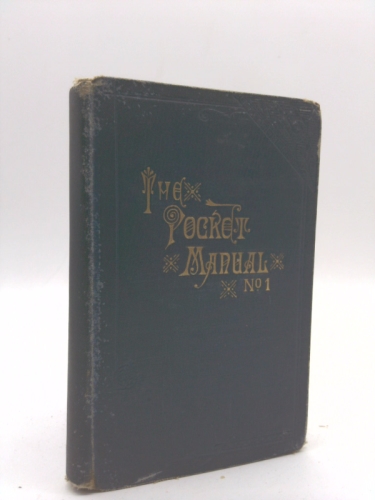 THE
POCKET
MANUAL
No 1